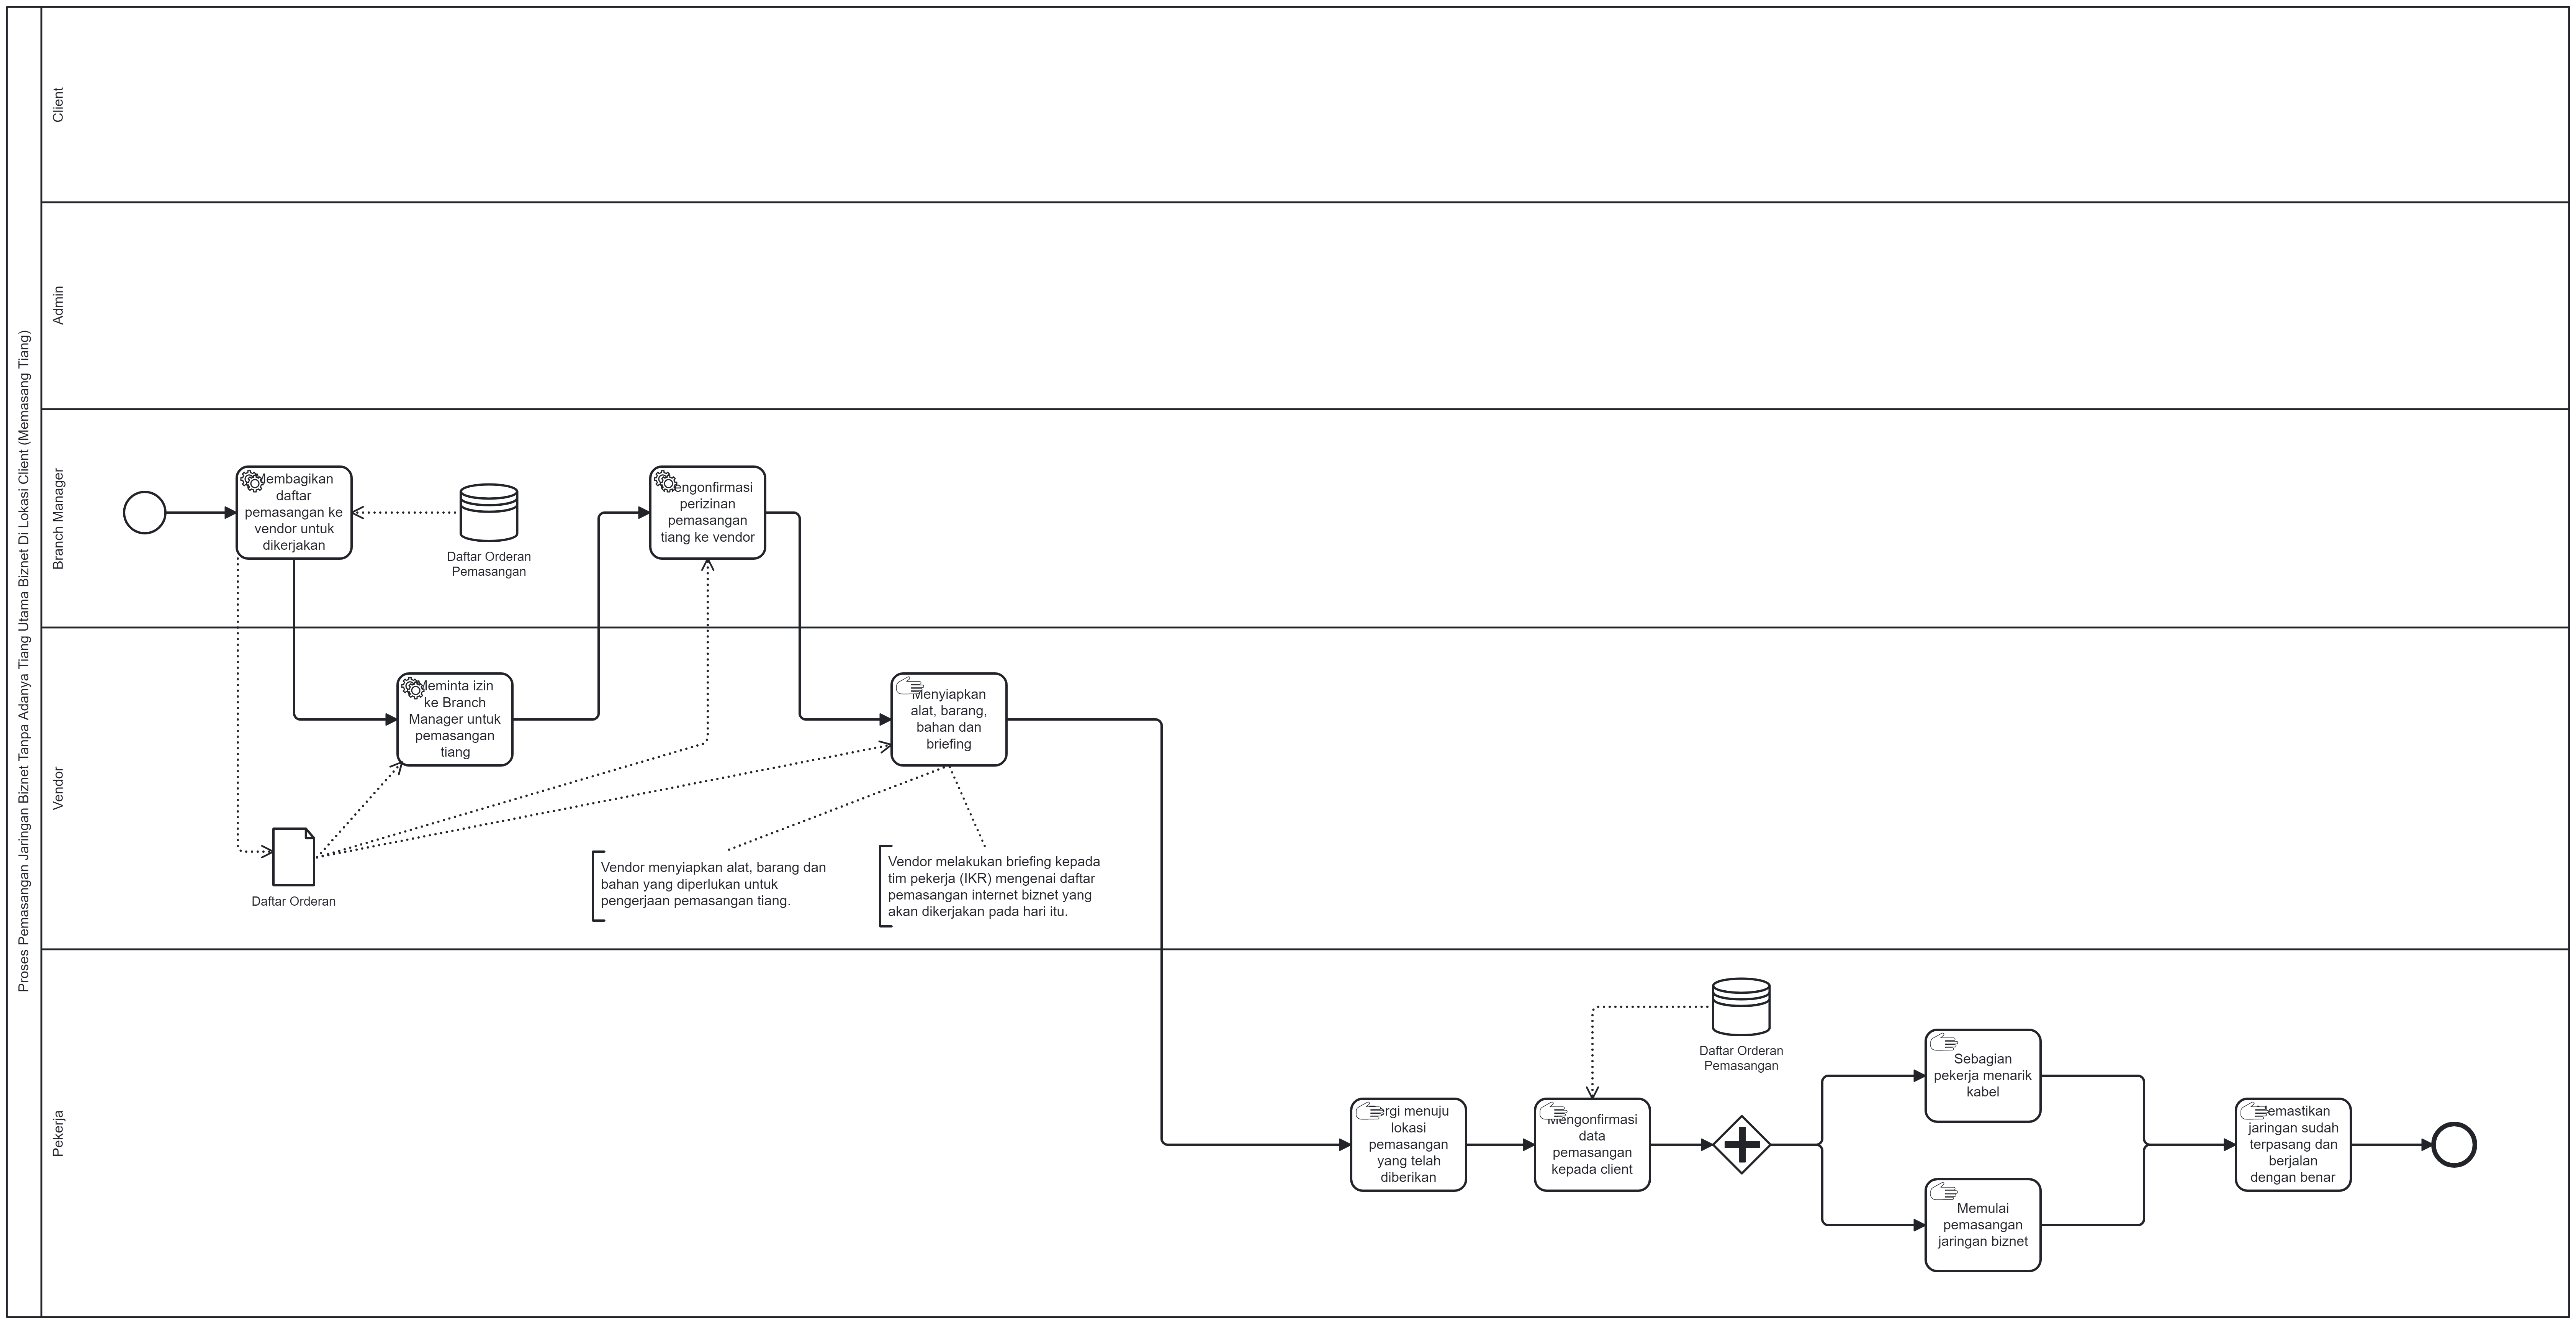 Proses Pemasangan Jaringan Biznet Tanpa Adanya Tiang Utama Biznet Di Lokasi Client (Memasang Tiang)
Client
Admin
Branch Manager
Membagikan
daftar
pemasangan ke
vendor untuk
dikerjakan
Daftar Orderan
Pemasangan
Mengonfirmasi
perizinan
pemasangan
tiang ke vendor
Vendor
Meminta izin
ke Branch
Manager untuk
pemasangan
tiang
Menyiapkan
alat, barang,
bahan dan
briefing
Daftar Orderan
Vendor menyiapkan alat, barang dan
bahan yang diperlukan untuk
pengerjaan pemasangan tiang.
Vendor melakukan briefing kepada
tim pekerja (IKR) mengenai daftar
pemasangan internet biznet yang
akan dikerjakan pada hari itu.
Pekerja
Pergi menuju
lokasi
pemasangan
yang telah
diberikan
Mengonfirmasi
data
pemasangan
kepada client
Daftar Orderan
Pemasangan
Sebagian
pekerja menarik
kabel
Memulai
pemasangan
jaringan biznet
Memastikan
jaringan sudah
terpasang dan
berjalan
dengan benar